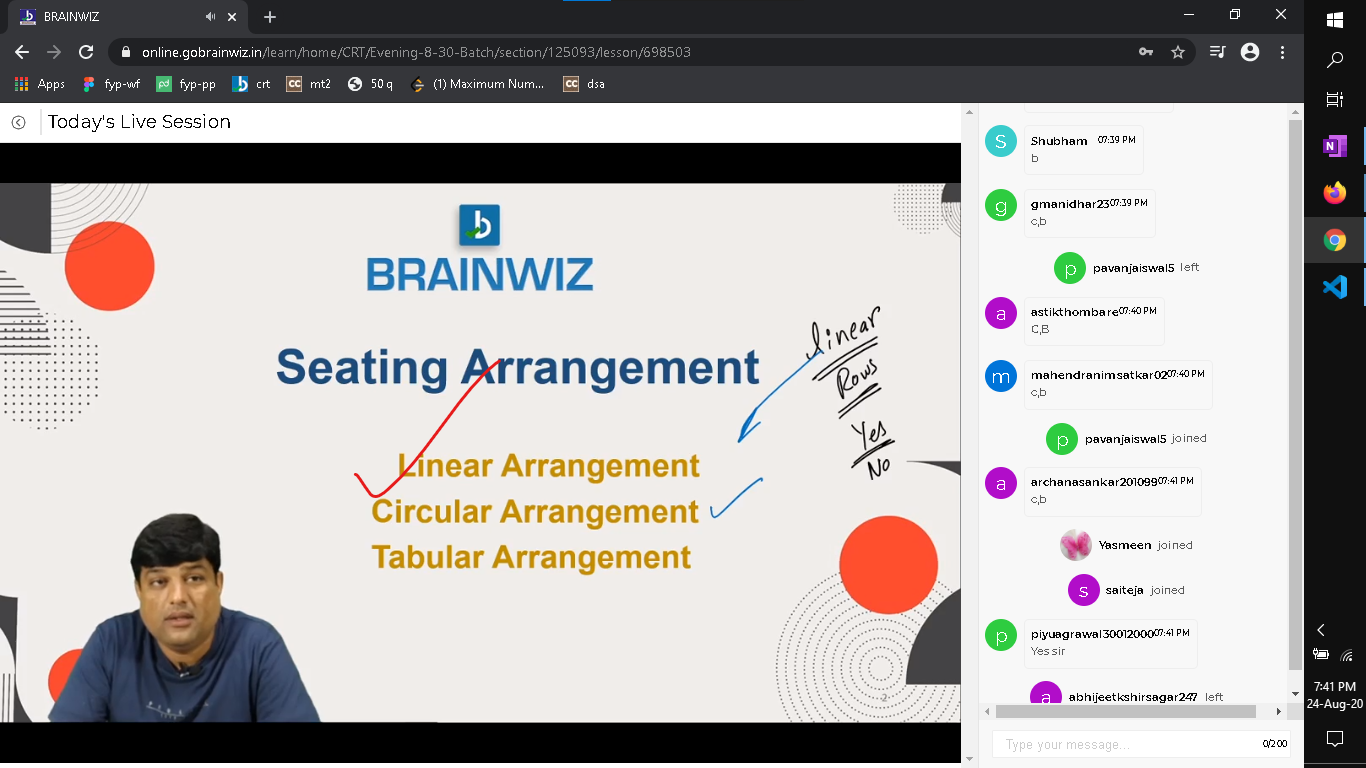 BRAINWIZ
online.gobrainwiz.in/learn/home/CRT/Evening-8-30-Batch/section/125093/lesson/698503
Apps fyp-wf fyp-pp crt CC mt2 50 q (1) Maximum Num... CC dsa
Today's Live Session
b
BRAINWIZ
Seating Arrangement
Linear Arrangement
Circular Arrangement
Tabular Arrangement
linear
Rows
Yes
No
2
S Shubham 07:39 PM
b
g gmanidhar23 07:39 PM
c,b
p pavanjaiswal5 left
a astikthombare 07:40 PM
C,B
m mahendranimsatkar02 07:40 PM
c,b
p pavanjaiswal5 joined
a archanasankar201099 07:41 PM
c,b
Yasmeen joined
s saiteja joined
p piyuagrawal30012000 07:41 PM
Yes sir
a abhijeetkshirsagar247 left
Type your message... 0/200
N
7:41 PM
24-Aug-20